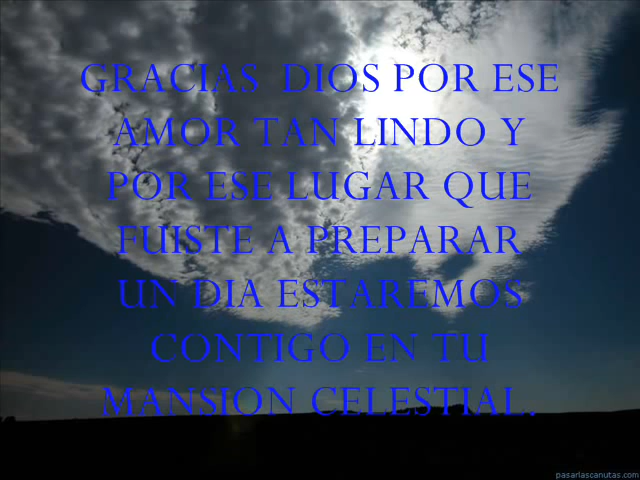 GRACIAS DIOS POR ESE
AMOR TAN LINDO Y
POR ESE LUGAR QUE
FUISTE A PREPARAR
UN DIA ESTAREMOS
CONTIGO EN TU
MANSION CELESTIAL.
pasarlascanutas.com